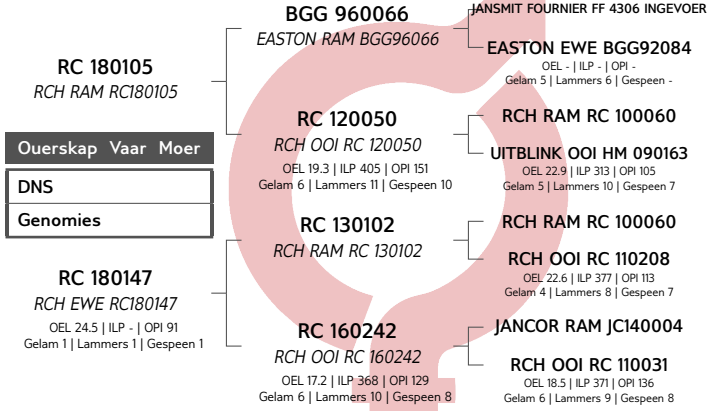 RC 180105
RCH RAM RC180105
Ouerskap Vaar Moer
DNS
Genomies
RC 180147
RCH EWE RC180147
OEL 24.5 | ILP - | OPI 91
Gelam 1 | Lammers 1 | Gespeen 1
BGG 960066
EASTON RAM BGG96066
RC 120050
RCH OOI RC 120050
OEL 19.3 | ILP 405 | OPI 151
Gelam 6 | Lammers 11 | Gespeen 10
RC 130102
RCH RAM RC 130102
RC 160242
RCH OOI RC 160242
OEL 17.2 | ILP 368 | OPI 129
Gelam 6 | Lammers 10 | Gespeen 8
JANSMIT FOURNIER FF 4306 INGEVOER
EASTON EWE BGG92084
OEL - | ILP - | OPI -
Gelam 5 | Lammers 6 | Gespeen -
RCH RAM RC 100060
UITBLINK OOI HM 090163
OEL 22.9 | ILP 313 | OPI 105
Gelam 5 | Lammers 10 | Gespeen 7
RCH RAM RC 100060
RCH OOI RC 110208
OEL 22.6 | ILP 377 | OPI 113
Gelam 4 | Lammers 8 | Gespeen 7
JANCOR RAM JC140004
RCH OOI RC 110031
OEL 18.5 | ILP 371 | OPI 136
Gelam 6 | Lammers 9 | Gespeen 8